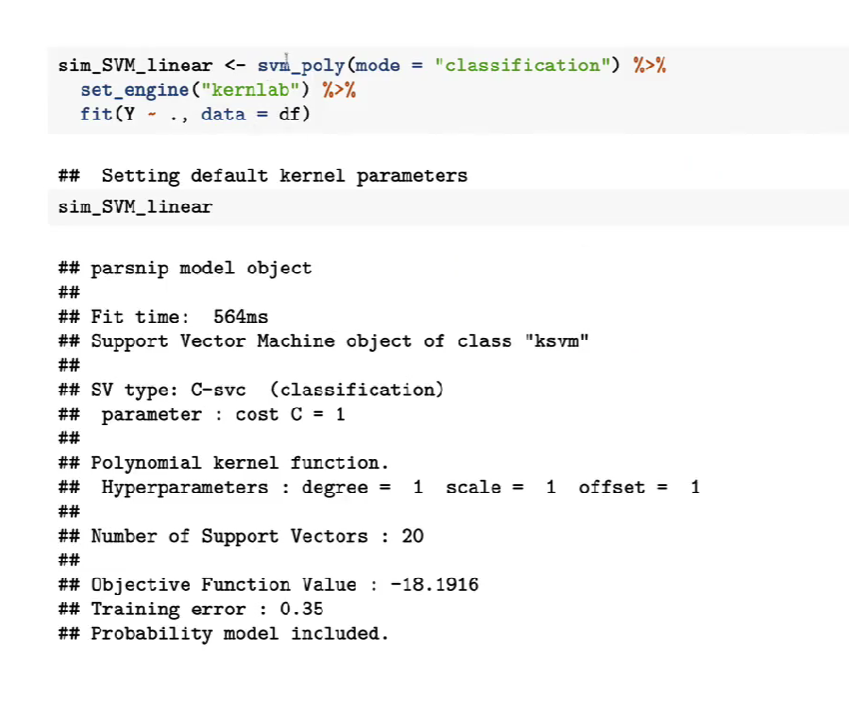 sim_SVM_linear <- svm_poly(mode = "classification") %>%
set_engine("kernlab") %>%
fit(Y ~ ., data = df)
## Setting default kernel parameters
sim_SVM_linear
## parsnip model object
##
## Fit time: 564ms
## Support Vector Machine object of class "ksvm"
##
## SV type: C-svc (classification)
## parameter : cost C = 1
##
## Polynomial kernel function.
## Hyperparameters : degree = 1 scale = 1 offset = 1
##
## Number of Support Vectors : 20
##
## Objective Function Value : -18.1916
## Training error : 0.35
## Probability model included.